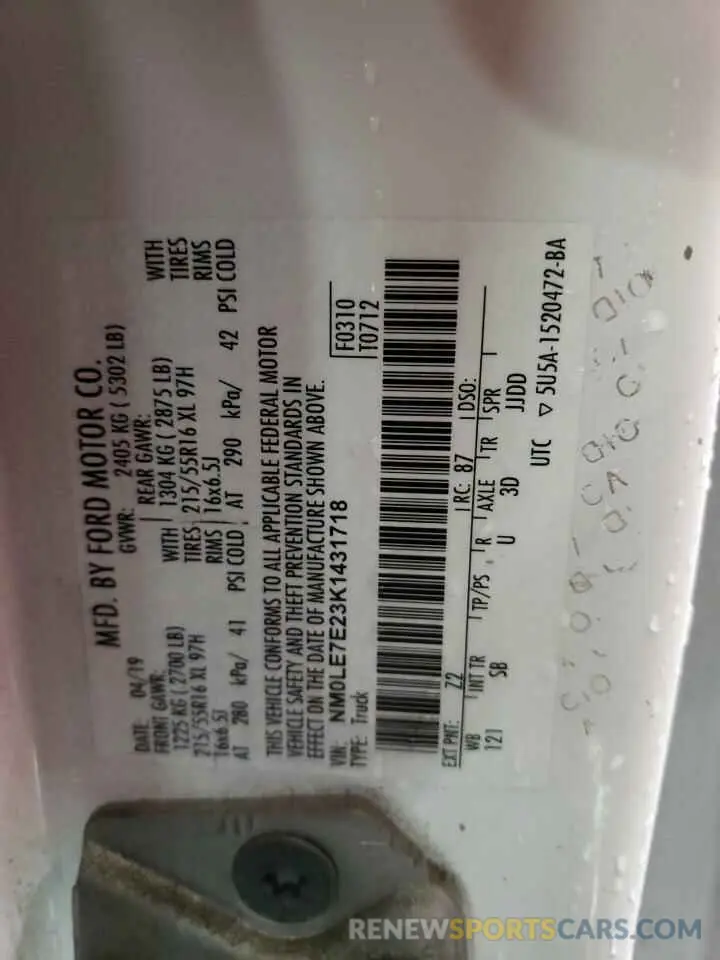 MFD. BY FORD MOTOR CO.
DATE: 04/19
GVWR: 2405 KG ( 5302 LB)
FRONT GAWR:
REAR GAWR:
1225 KG ( 2700 LB)
WITH
1304 KG ( 2875 LB)
WITH
215/55R16 XL 97H
TIRES
215/55R16 XL 97H
TIRES
16x6.5J
RIMS
16x6.5J
RIMS
AT 280 kPa/ 41 PSI COLD
AT 290 kPa/ 42 PSI COLD
THIS VEHICLE CONFORMS TO ALL APPLICABLE FEDERAL MOTOR
VEHICLE SAFETY AND THEFT PREVENTION STANDARDS IN
EFFECT ON THE DATE OF MANUFACTURE SHOWN ABOVE.
VIN: NM0LE7E23K1431718
TYPE: Truck
F0310
T0712
EXT PNT: Z2
RC: 87
DSO:
WB
INT TR
TP/PS
R
AXLE
TR
SPR
121
SB
U
3D
JJDD
UTC ▽ 5U5A-1520472-BA
RENEWSPORTSCARS.COM